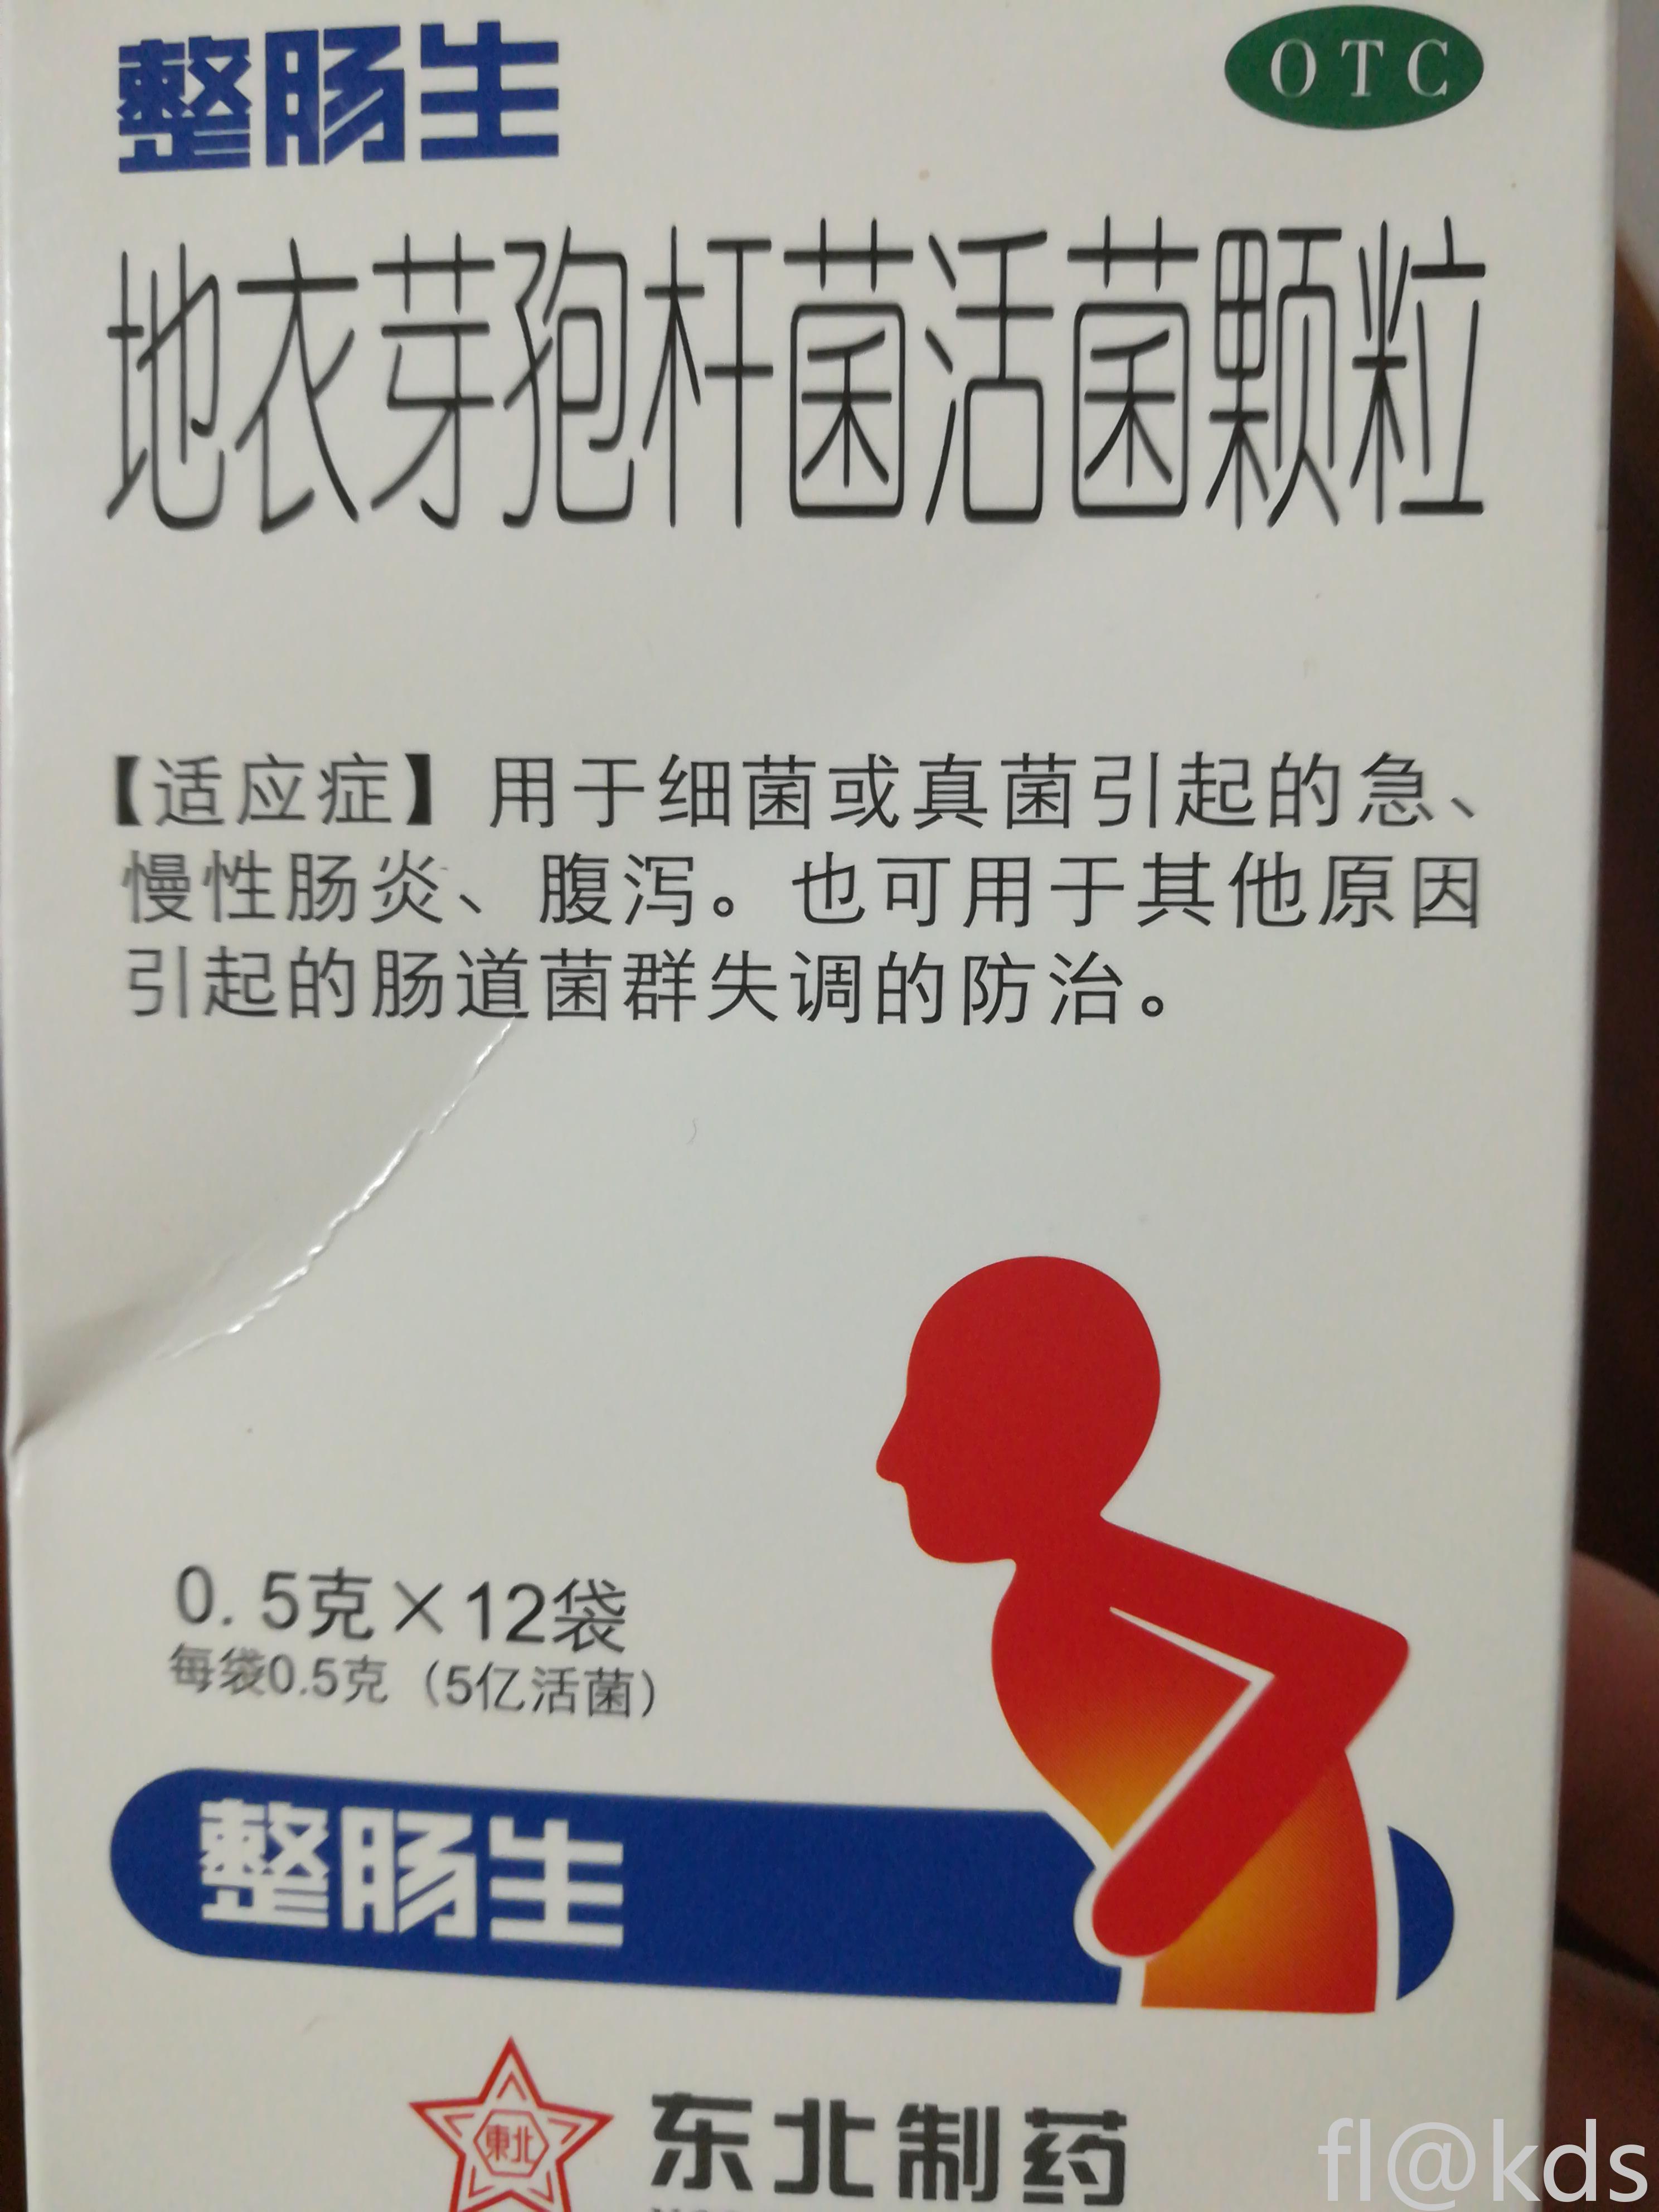 整肠生
OTC
地衣芽孢杆菌活菌颗粒
【适应症】用于细菌或真菌引起的急、
慢性肠炎、腹泻。也可用于其他原因
引起的肠道菌群失调的防治。
0.5克×12袋
每袋0.5克（5亿活菌）
整肠生
東北
东北制药
fl@kds